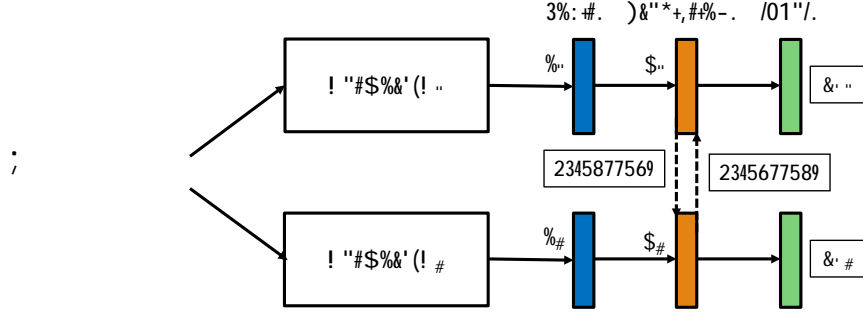 3%:+#. )&"*+,#+%–. /01"/.
! "#$%&'(! " %" $" &' "
;
2345877569 2345677589
! "#$%&'(! # %# $# &' #